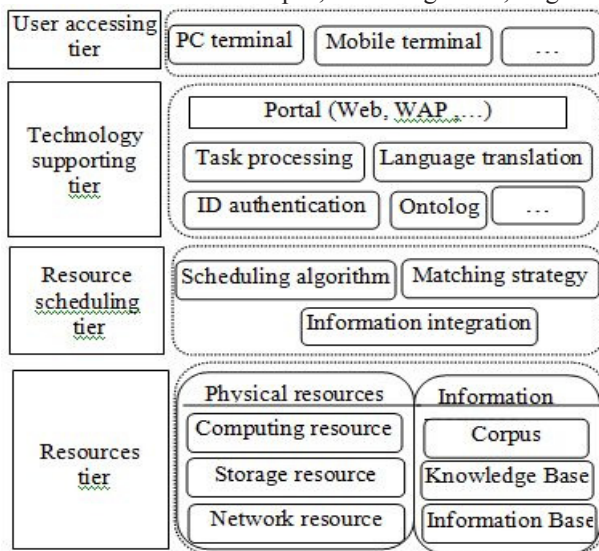 User accessing
tier
PC terminal
Mobile terminal
…
Technology
supporting
tier
Portal (Web, WAP ,…)
Task processing
Language translation
ID authentication
Ontolog
…
Resource
scheduling
tier
Scheduling algorithm
Matching strategy
Information integration
Resources
tier
Physical resources
Computing resource
Storage resource
Network resource
Information
Corpus
Knowledge Base
Information Base